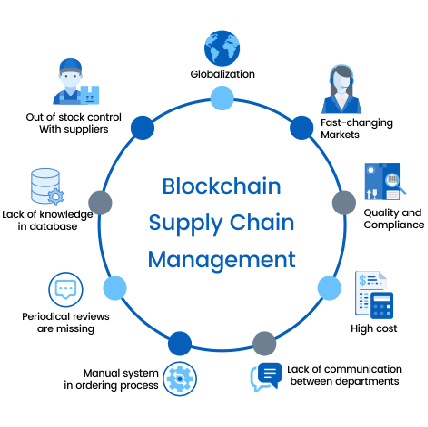 Globalization
Fast-changing
Markets
Quality and
Compliance
High cost
Lack of communication
between departments
Manual system
in ordering process
Periodical reviews
are missing
Lack of knowledge
in database
Out of stock control
With suppliers
Blockchain
Supply Chain
Management